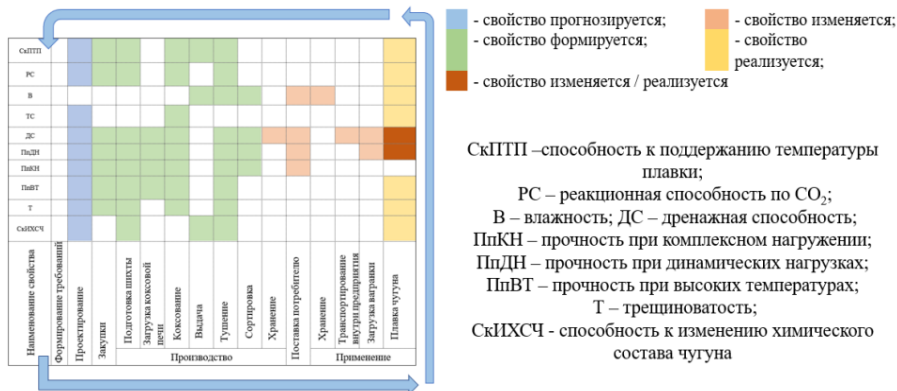 СкПТП
РС
В
ТС
ДС
ПпДН
ПпКН
ПпВТ
Т
СкИХСЧ
Наименование свойства
Формирование требований
Проектирование
Закупки
Подготовка шихты
Загрузка коксовой
печи
Коксование
Выдача
Тушение
Сортировка
Хранение
Поставка потребителю
Хранение
Транспортирование
внутри предприятия
Загрузка вагранки
Плавка чугуна
Производство
Применение
- свойство прогнозируется;
- свойство формируется;
- свойство изменяется / реализуется
- свойство изменяется;
- свойство
реализуется;
СкПТП –способность к поддержанию температуры
плавки;
РС – реакционная способность по CO₂;
В – влажность; ДС – дренажная способность;
ПпКН – прочность при комплексном нагружении;
ПпДН – прочность при динамических нагрузках;
ПпВТ – прочность при высоких температурах;
Т – трещиноватость;
СкИХСЧ - способность к изменению химического
состава чугуна